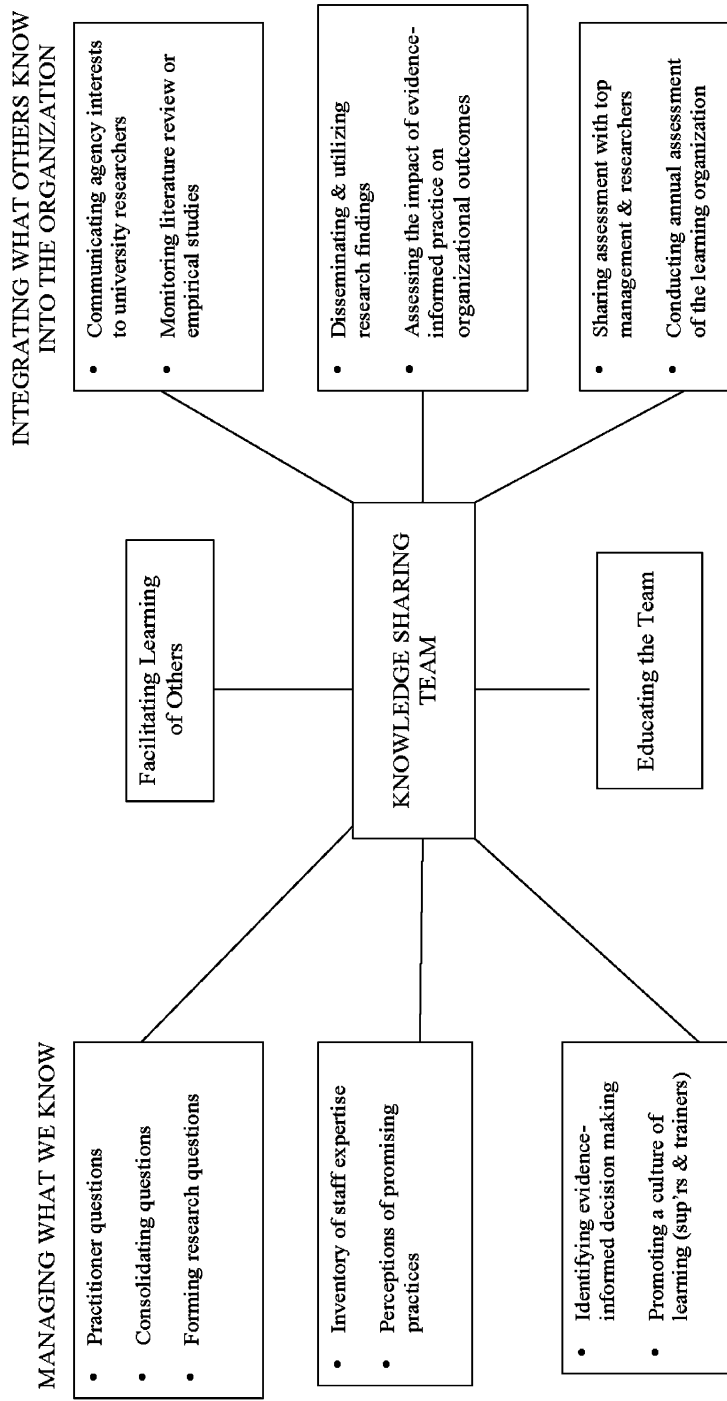 MANAGING WHAT WE KNOW
• Practitioner questions
• Consolidating questions
• Forming research questions
• Inventory of staff expertise
• Perceptions of promising
practices
• Identifying evidence-
informed decision making
• Promoting a culture of
learning (sup'rs & trainers)
Facilitating Learning
of Others
KNOWLEDGE SHARING
TEAM
Educating the Team
INTEGRATING WHAT OTHERS KNOW
INTO THE ORGANIZATION
• Communicating agency interests
to university researchers
• Monitoring literature review or
empirical studies
• Disseminating & utilizing
research findings
• Assessing the impact of evidence-
informed practice on
organizational outcomes
• Sharing assessment with top
management & researchers
• Conducting annual assessment
of the learning organization